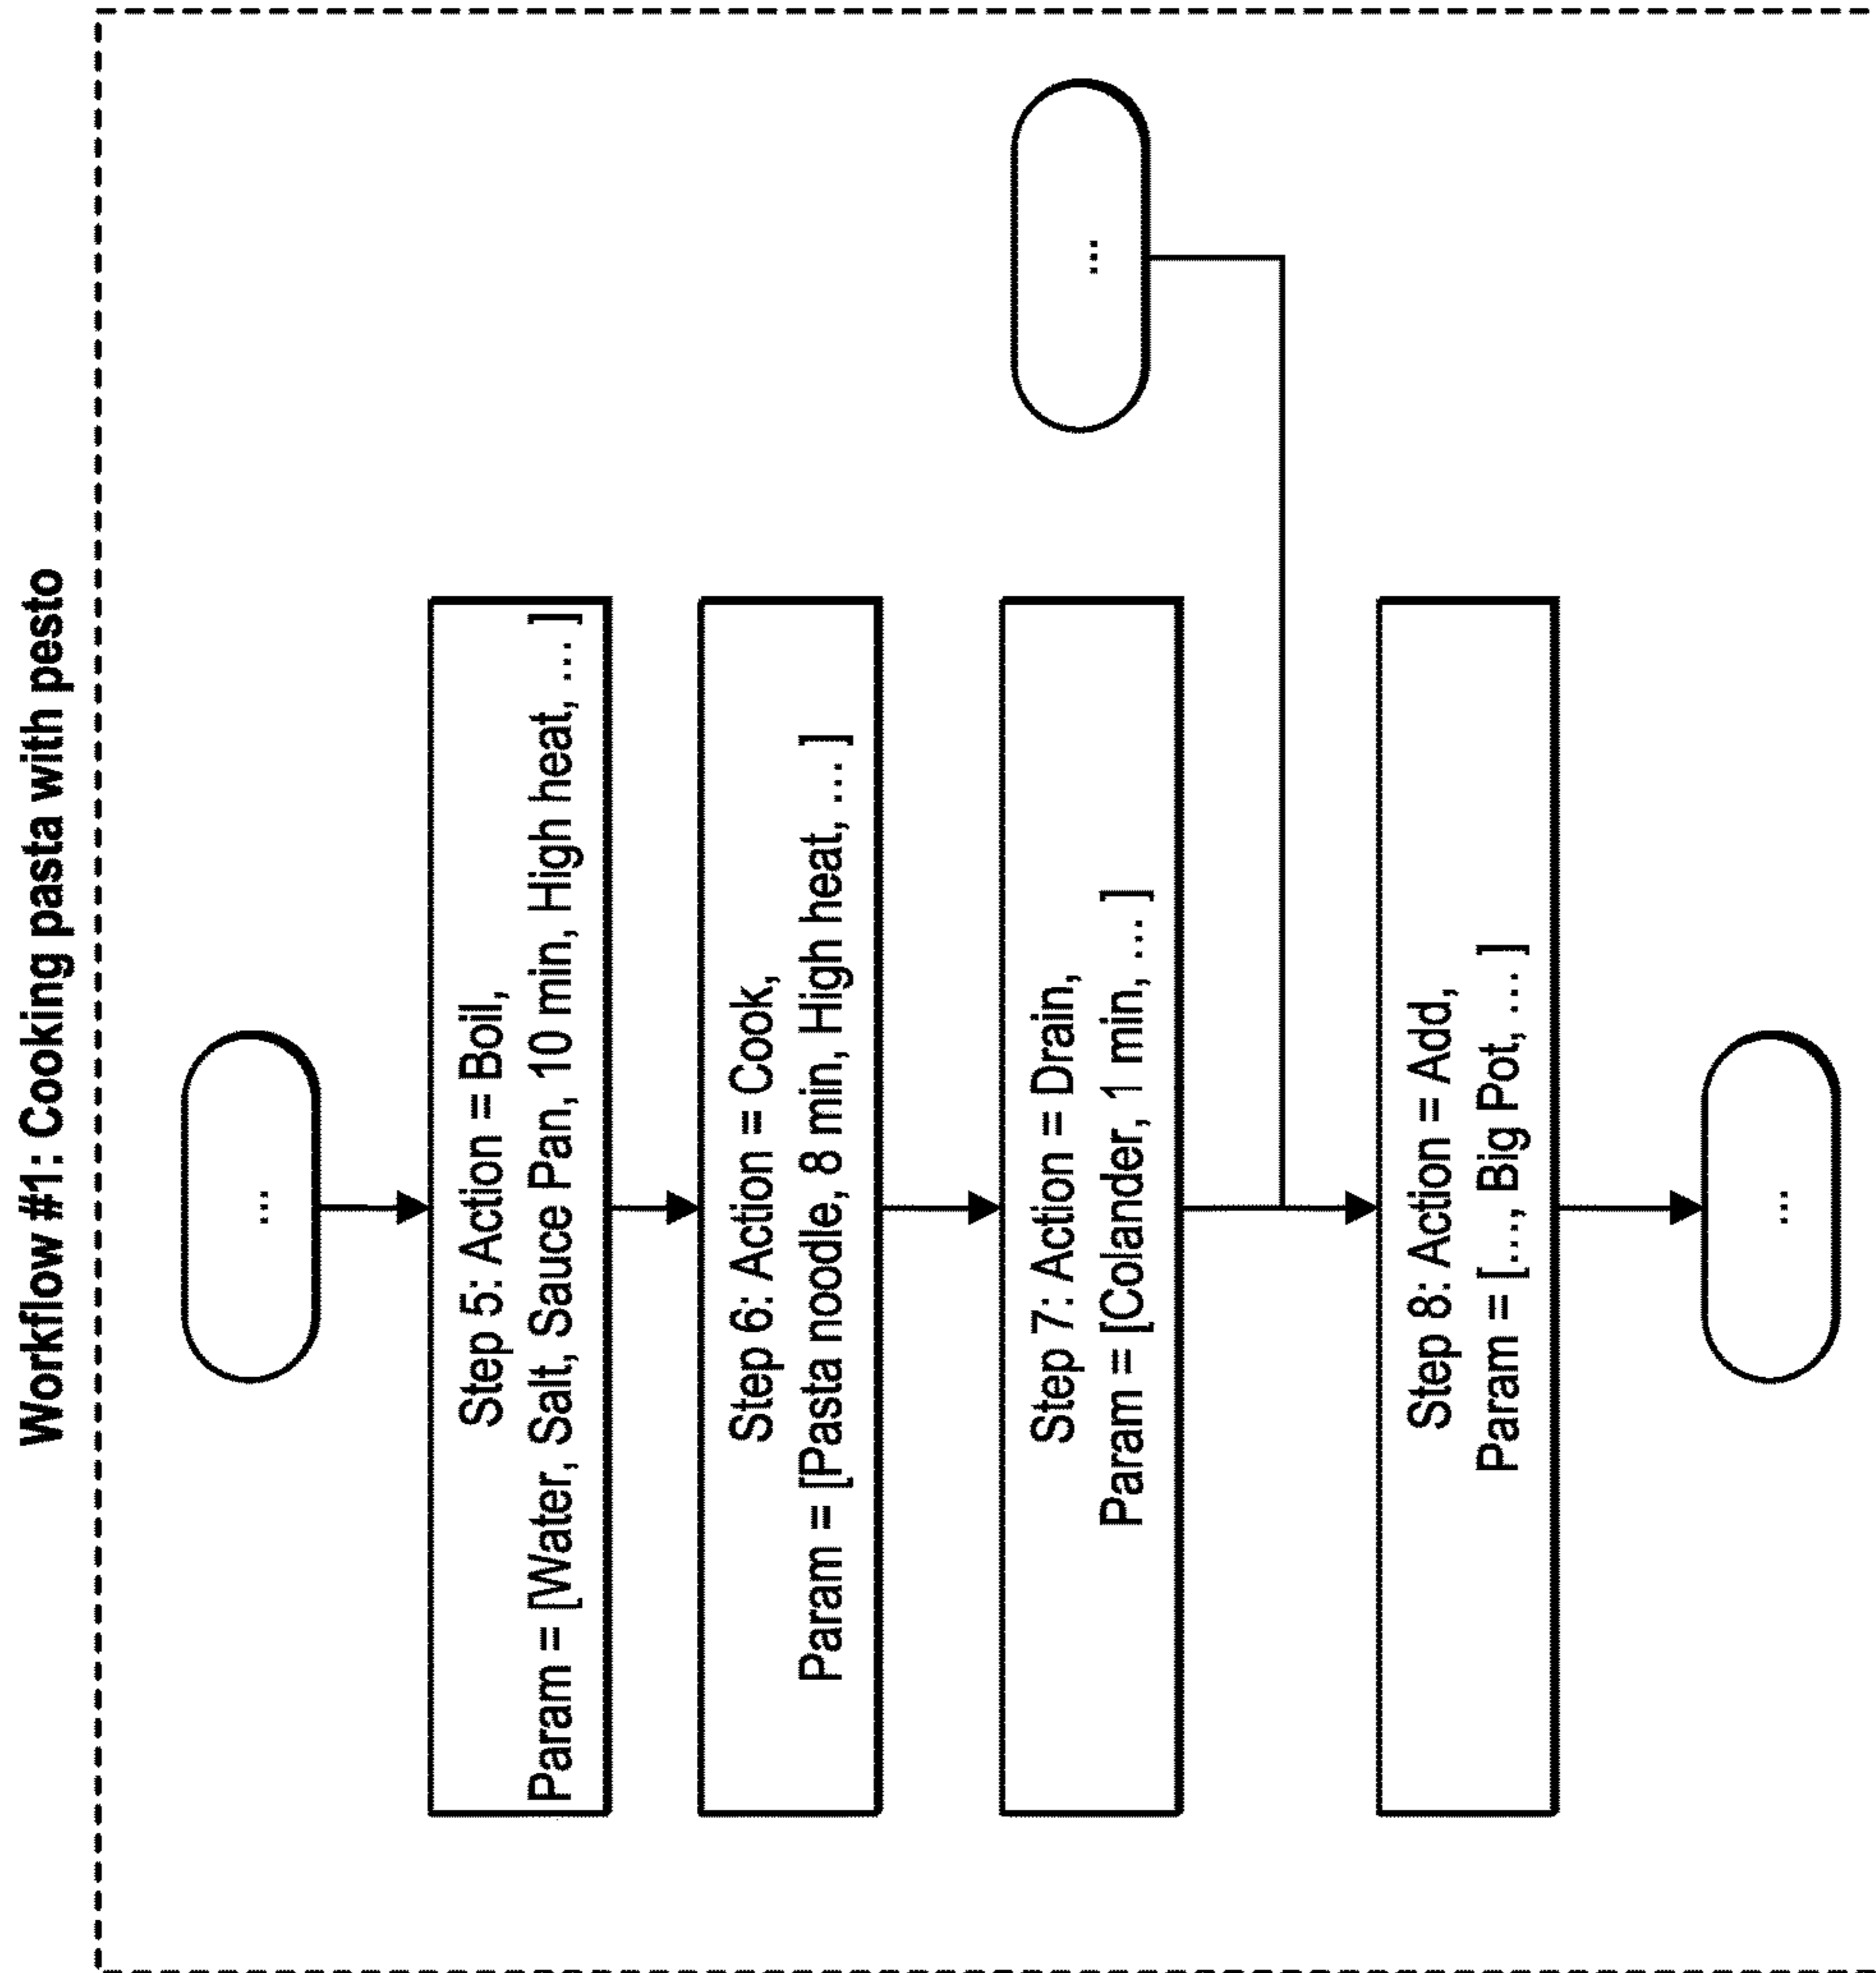 Workflow #1: Cooking pasta with pesto
...
Step 5: Action = Boil,
Param = [Water, Salt, Sauce Pan, 10 min, High heat, ... ]
Step 6: Action = Cook,
Param = [Pasta noodle, 8 min, High heat, ... ]
Step 7: Action = Drain,
Param = [Colander, 1 min, ... ]
...
Step 8: Action = Add,
Param = [..., Big Pot, ... ]
...